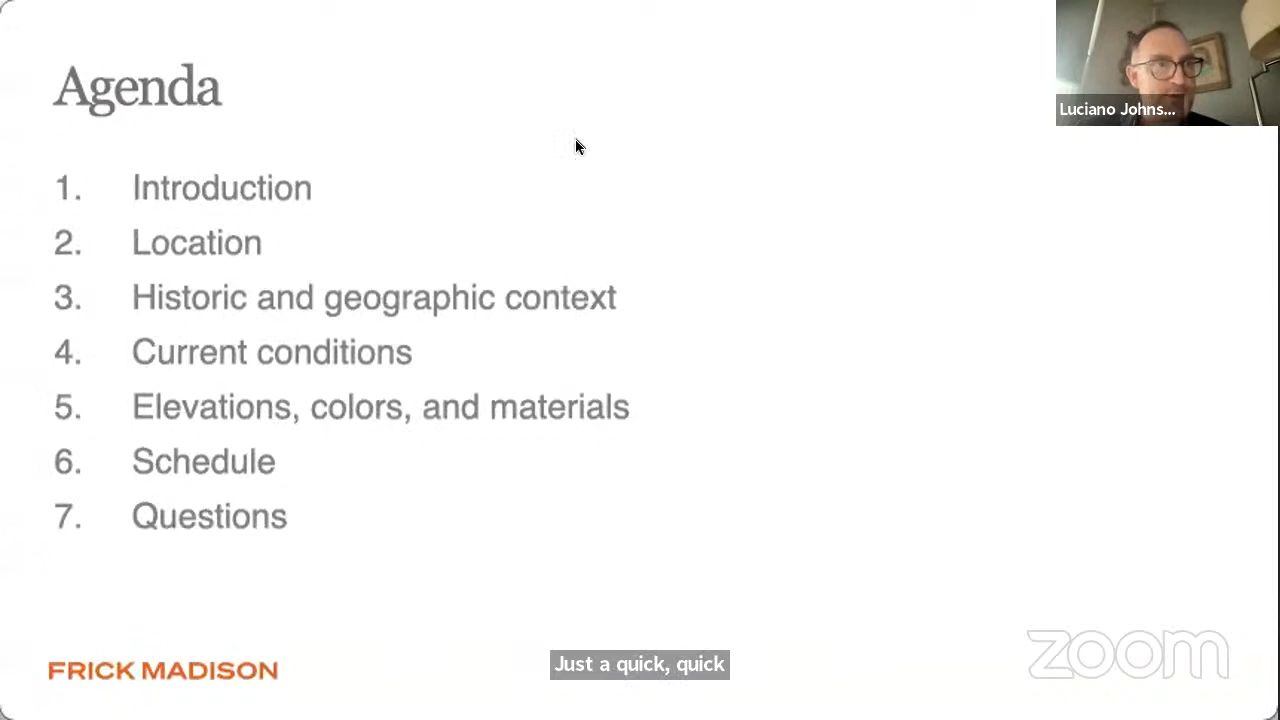 Agenda
Luciano Johns...
1. Introduction
2. Location
3. Historic and geographic context
4. Current conditions
5. Elevations, colors, and materials
6. Schedule
7. Questions
FRICK MADISON
Just a quick, quick
zoom